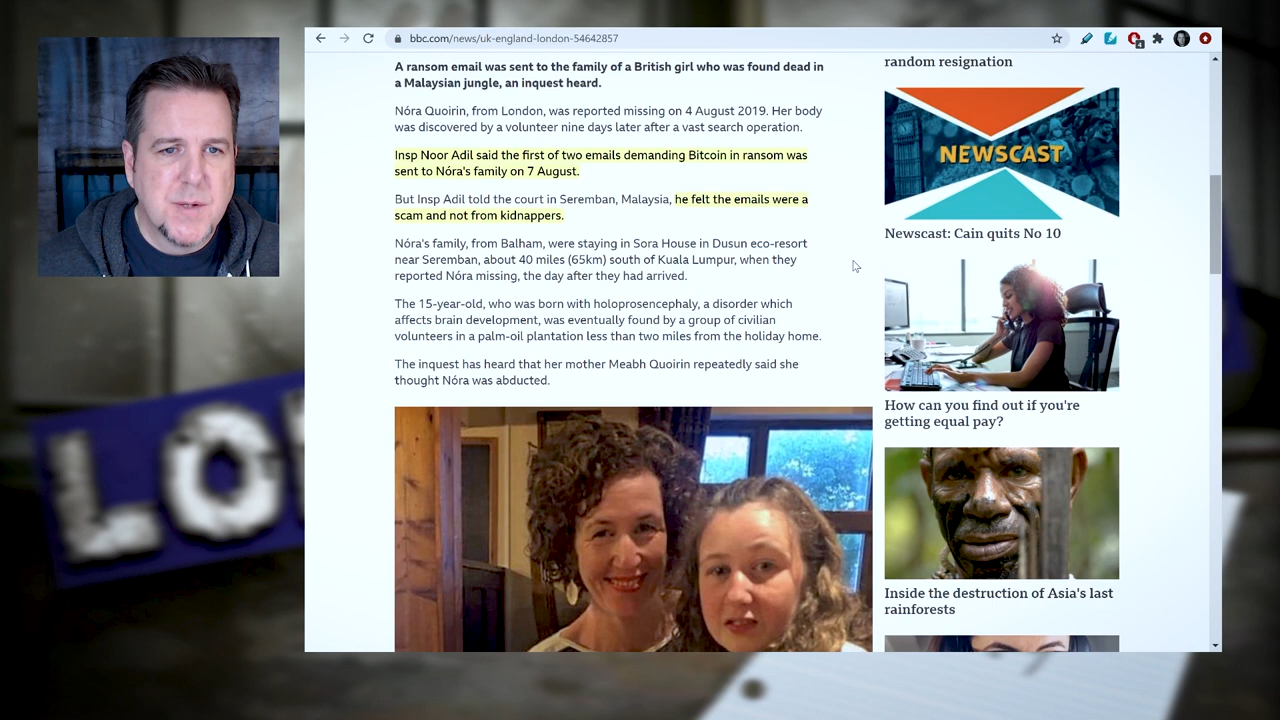 bbc.com/news/uk-england-london-54642857
4
A ransom email was sent to the family of a British girl who was found dead in
a Malaysian jungle, an inquest heard.
Nóra Quoirin, from London, was reported missing on 4 August 2019. Her body
was discovered by a volunteer nine days later after a vast search operation.
Insp Noor Adil said the first of two emails demanding Bitcoin in ransom was
sent to Nóra's family on 7 August.
But Insp Adil told the court in Seremban, Malaysia, he felt the emails were a
scam and not from kidnappers.
Nóra's family, from Balham, were staying in Sora House in Dusun eco-resort
near Seremban, about 40 miles (65km) south of Kuala Lumpur, when they
reported Nóra missing, the day after they had arrived.
The 15-year-old, who was born with holoprosencephaly, a disorder which
affects brain development, was eventually found by a group of civilian
volunteers in a palm-oil plantation less than two miles from the holiday home.
The inquest has heard that her mother Meabh Quoirin repeatedly said she
thought Nóra was abducted.
random resignation
NEWSCAST
Newscast: Cain quits No 10
How can you find out if you're
getting equal pay?
Inside the destruction of Asia's last
rainforests
LO